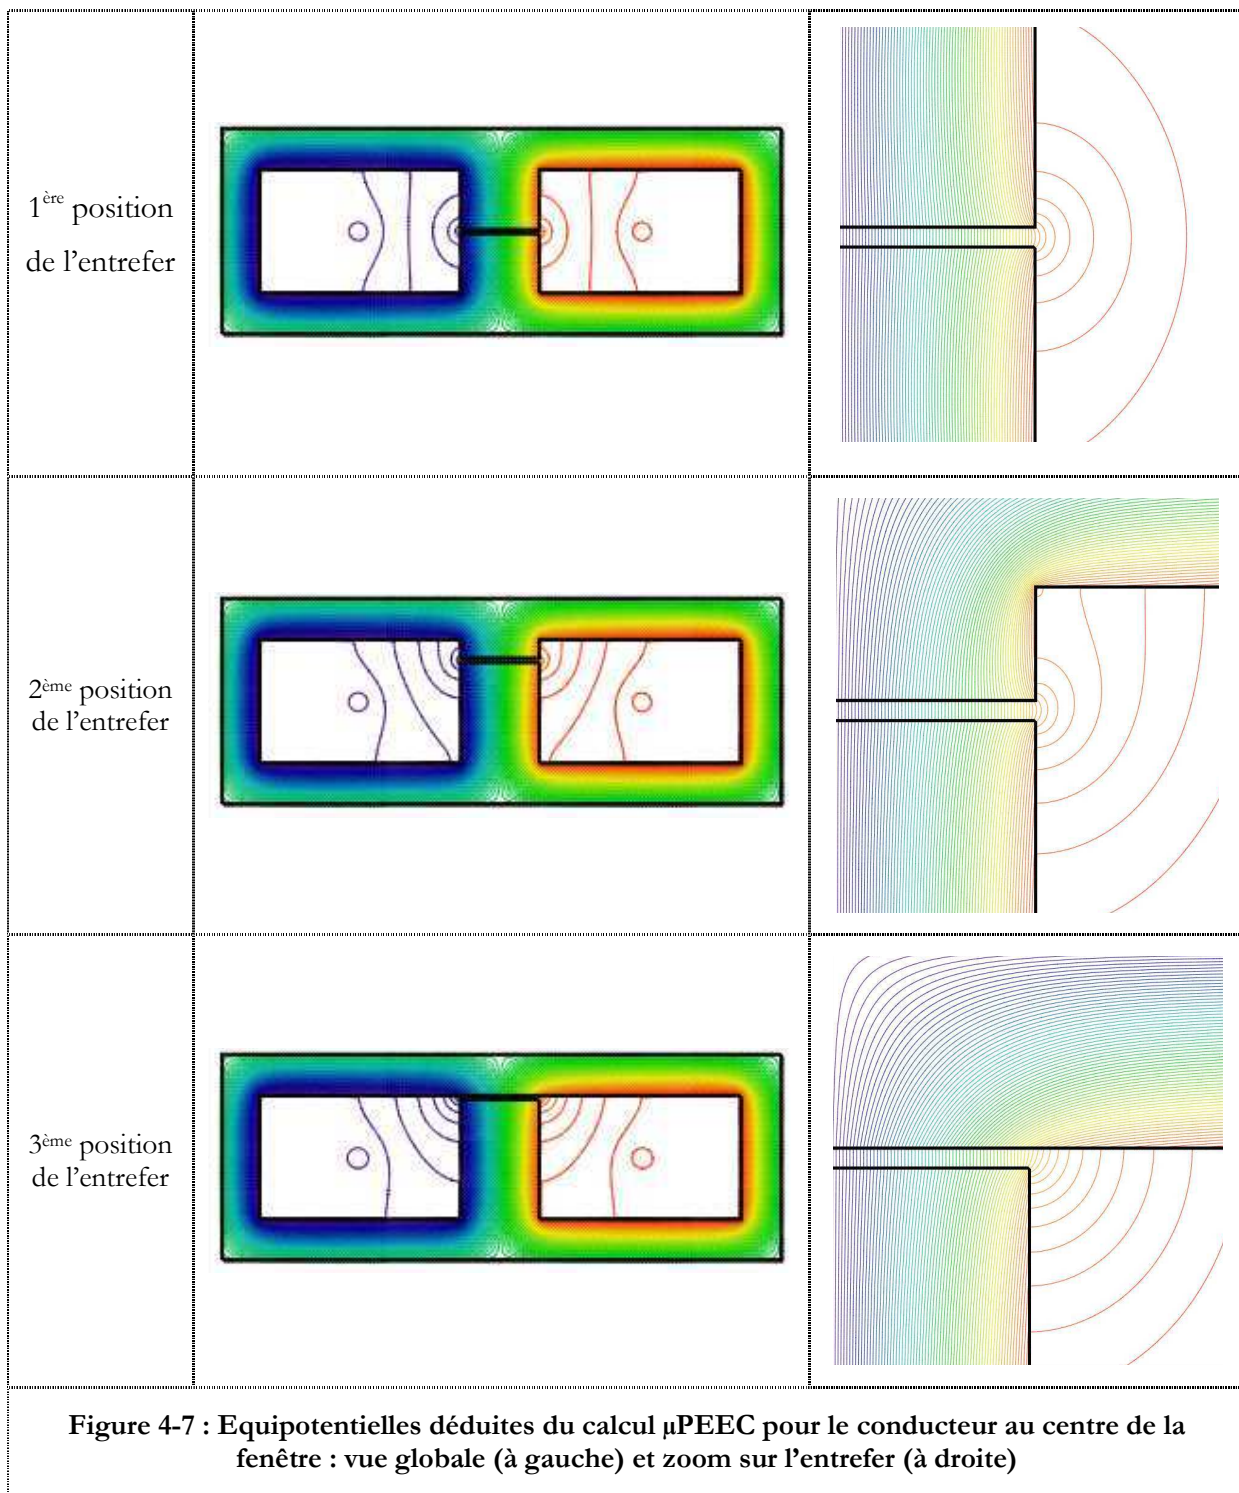 1ère position
de l’entrefer
2ème position
de l’entrefer
3ème position
de l’entrefer
Figure 4-7 : Equipotentielles déduites du calcul µPEEC pour le conducteur au centre de la
fenêtre : vue globale (à gauche) et zoom sur l’entrefer (à droite)